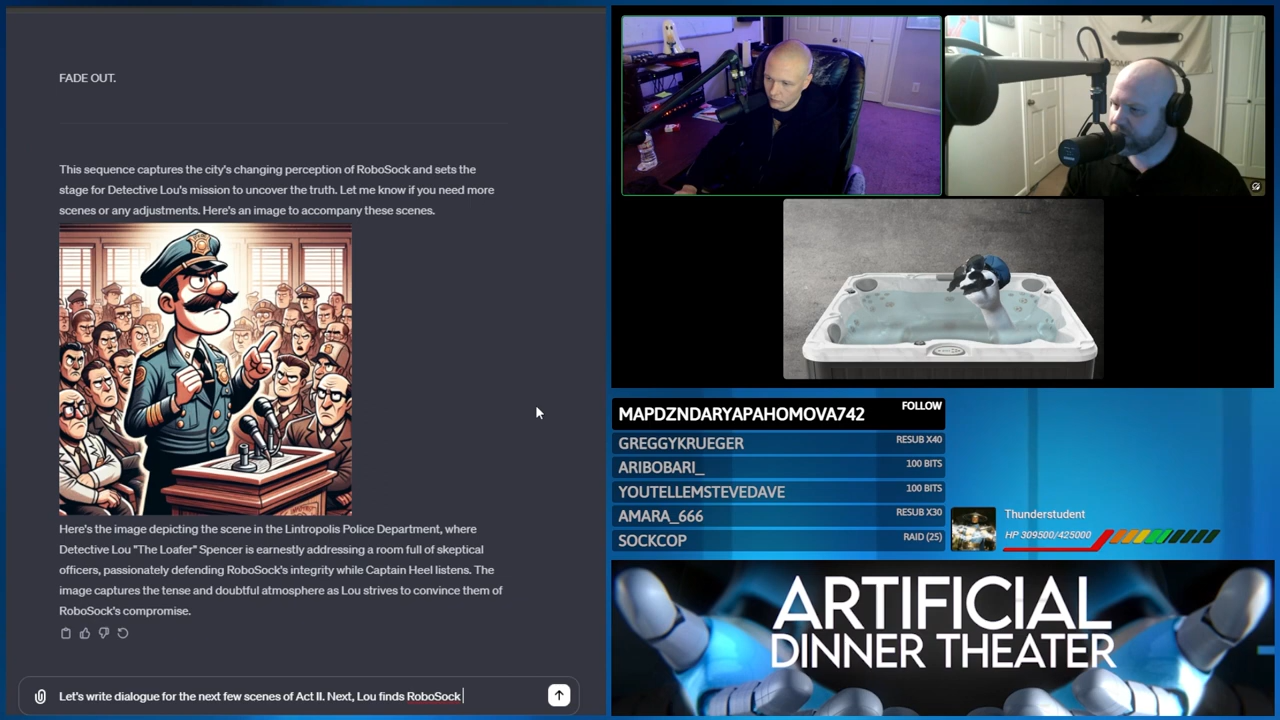 FADE OUT.
This sequence captures the city's changing perception of RoboSock and sets the
stage for Detective Lou's mission to uncover the truth. Let me know if you need more
scenes or any adjustments. Here's an image to accompany these scenes.
Here's the image depicting the scene in the Lintropolis Police Department, where
Detective Lou "The Loafer" Spencer is earnestly addressing a room full of skeptical
officers, passionately defending RoboSock's integrity while Captain Heel listens. The
image captures the tense and doubtful atmosphere as Lou strives to convince them of
RoboSock's compromise.
Let's write dialogue for the next few scenes of Act II. Next, Lou finds RoboSock
MAPDZNDARYAPAHOMOVA742 FOLLOW
GREGGYKRUEGER RESUB X40
ARIBOBARI_ 100 BITS
YOUTELLEMSTEVEDAVE 100 BITS
AMARA_666 RESUB X30
SOCKCOP RAID (25)
Thunderstudent
HP 309500/425000
ARTIFICIAL
DINNER THEATER